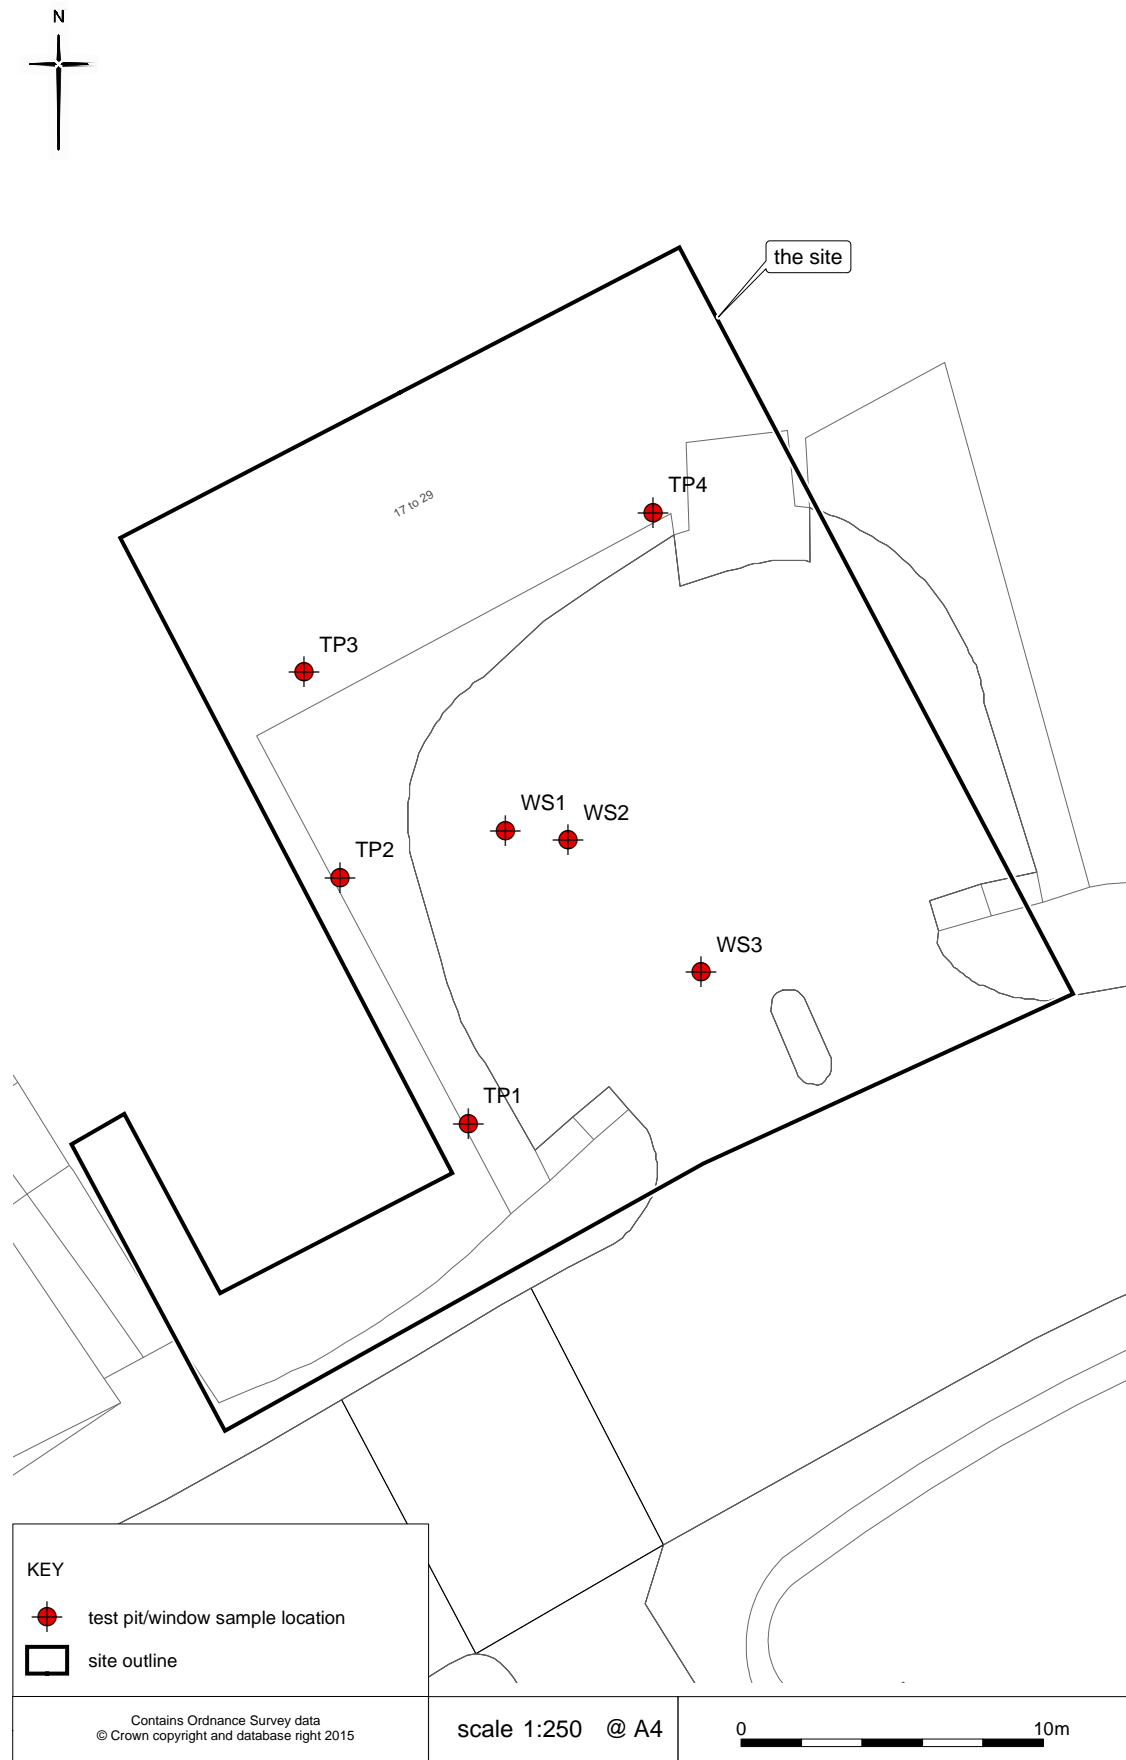 N
the site
TP4
17 to 29
TP3
WS1
WS2
TP2
WS3
TP1
KEY
test pit/window sample location
site outline
Contains Ordnance Survey data
© Crown copyright and database right 2015
scale 1:250 @ A4
0 10m